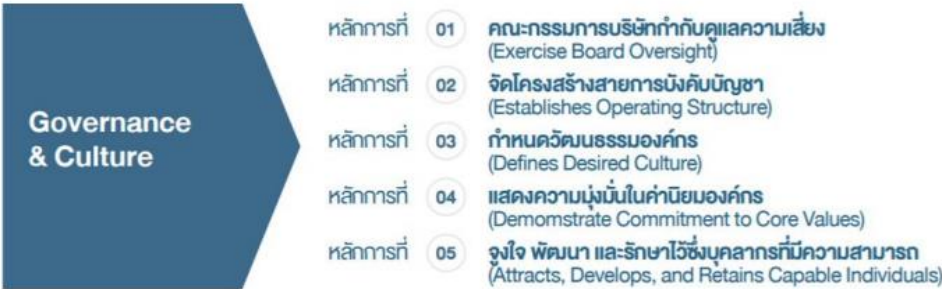 Governance
& Culture
หลักการที่ 01 คณะกรรมการบริษัทกำกับดูแลความเสี่ยง
(Exercise Board Oversight)
หลักการที่ 02 จัดโครงสร้างสายการบังคับบัญชา
(Establishes Operating Structure)
หลักการที่ 03 กำหนดวัฒนธรรมองค์กร
(Defines Desired Culture)
หลักการที่ 04 แสดงความมุ่งมั่นในค่านิยมองค์กร
(Demomstrate Commitment to Core Values)
หลักการที่ 05 จูงใจ พัฒนา และรักษาไว้ซึ่งบุคลากรที่มีความสามารถ
(Attracts, Develops, and Retains Capable Individuals)